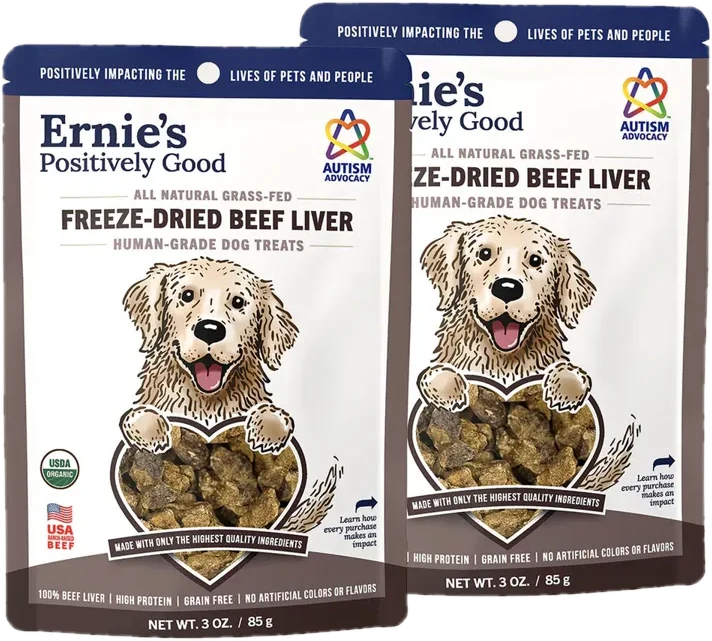 POSITIVELY IMPACTING THE LIVES OF PETS AND PEOPLE
Ernie's
Positively Good
AUTISM
ADVOCACY
ALL NATURAL GRASS-FED
FREEZE-DRIED BEEF LIVER
HUMAN-GRADE DOG TREATS
USDA
ORGANIC
USA
RANCH-RAISED
BEEF
Learn how
every purchase
makes an
impact
MADE WITH ONLY THE HIGHEST QUALITY INGREDIENTS
100% BEEF LIVER | HIGH PROTEIN | GRAIN FREE | NO ARTIFICIAL COLORS OR FLAVORS
NET WT. 3 OZ. / 85 g
POSITIVELY IMPACTING THE LIVES OF PETS AND PEOPLE
nie's
vely Good
AUTISM
ADVOCACY
ALL NATURAL GRASS-FED
ZE-DRIED BEEF LIVER
HUMAN-GRADE DOG TREATS
Learn how
every purchase
makes an
impact
MADE WITH ONLY THE HIGHEST QUALITY INGREDIENTS
| HIGH PROTEIN | GRAIN FREE | NO ARTIFICIAL COLORS OR FLAVORS
NET WT. 3 OZ. / 85 g